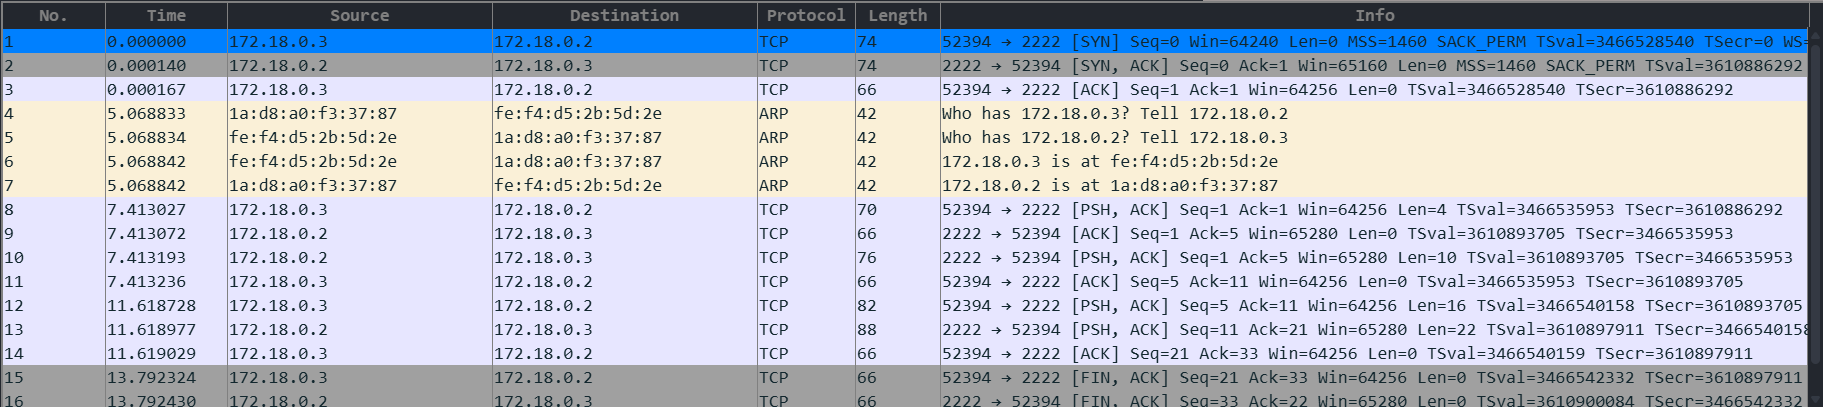 No. Time Source Destination Protocol Length Info
1 0.000000 172.18.0.3 172.18.0.2 TCP 74 52394 → 2222 [SYN] Seq=0 Win=64240 Len=0 MSS=1460 SACK_PERM TSval=3466528540 TSecr=0 WS=
2 0.000140 172.18.0.2 172.18.0.3 TCP 74 2222 → 52394 [SYN, ACK] Seq=0 Ack=1 Win=65160 Len=0 MSS=1460 SACK_PERM TSval=3610886292
3 0.000167 172.18.0.3 172.18.0.2 TCP 66 52394 → 2222 [ACK] Seq=1 Ack=1 Win=64256 Len=0 TSval=3466528540 TSecr=3610886292
4 5.068833 1a:d8:a0:f3:37:87 fe:f4:d5:2b:5d:2e ARP 42 Who has 172.18.0.3? Tell 172.18.0.2
5 5.068834 fe:f4:d5:2b:5d:2e 1a:d8:a0:f3:37:87 ARP 42 Who has 172.18.0.2? Tell 172.18.0.3
6 5.068842 fe:f4:d5:2b:5d:2e 1a:d8:a0:f3:37:87 ARP 42 172.18.0.3 is at fe:f4:d5:2b:5d:2e
7 5.068842 1a:d8:a0:f3:37:87 fe:f4:d5:2b:5d:2e ARP 42 172.18.0.2 is at 1a:d8:a0:f3:37:87
8 7.413027 172.18.0.3 172.18.0.2 TCP 70 52394 → 2222 [PSH, ACK] Seq=1 Ack=1 Win=64256 Len=4 TSval=3466535953 TSecr=3610886292
9 7.413072 172.18.0.2 172.18.0.3 TCP 66 2222 → 52394 [ACK] Seq=1 Ack=5 Win=65280 Len=0 TSval=3610893705 TSecr=3466535953
10 7.413193 172.18.0.2 172.18.0.3 TCP 76 2222 → 52394 [PSH, ACK] Seq=1 Ack=5 Win=65280 Len=10 TSval=3610893705 TSecr=3466535953
11 7.413236 172.18.0.3 172.18.0.2 TCP 66 52394 → 2222 [ACK] Seq=5 Ack=11 Win=64256 Len=0 TSval=3466535953 TSecr=3610893705
12 11.618728 172.18.0.3 172.18.0.2 TCP 82 52394 → 2222 [PSH, ACK] Seq=5 Ack=11 Win=64256 Len=16 TSval=3466540158 TSecr=3610893705
13 11.618977 172.18.0.2 172.18.0.3 TCP 88 2222 → 52394 [PSH, ACK] Seq=11 Ack=21 Win=65280 Len=22 TSval=3610897911 TSecr=3466540158
14 11.619029 172.18.0.3 172.18.0.2 TCP 66 52394 → 2222 [ACK] Seq=21 Ack=33 Win=64256 Len=0 TSval=3466540159 TSecr=3610897911
15 13.792324 172.18.0.3 172.18.0.2 TCP 66 52394 → 2222 [FIN, ACK] Seq=21 Ack=33 Win=64256 Len=0 TSval=3466542332 TSecr=3610897911
16 13.792430 172.18.0.2 172.18.0.3 TCP 66 2222 → 52394 [FIN, ACK] Seq=33 Ack=22 Win=65280 Len=0 TSval=3610900084 TSecr=3466542332